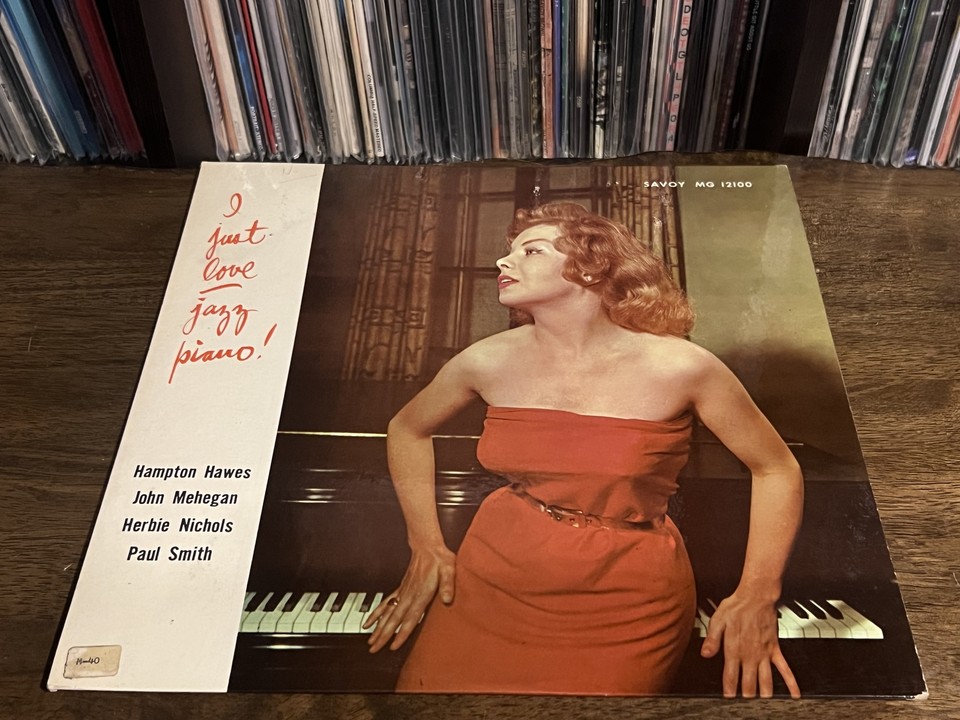 I
just
love
jazz
piano!
SAVOY MG 12100
Hampton Hawes
John Mehegan
Herbie Nichols
Paul Smith
M-40